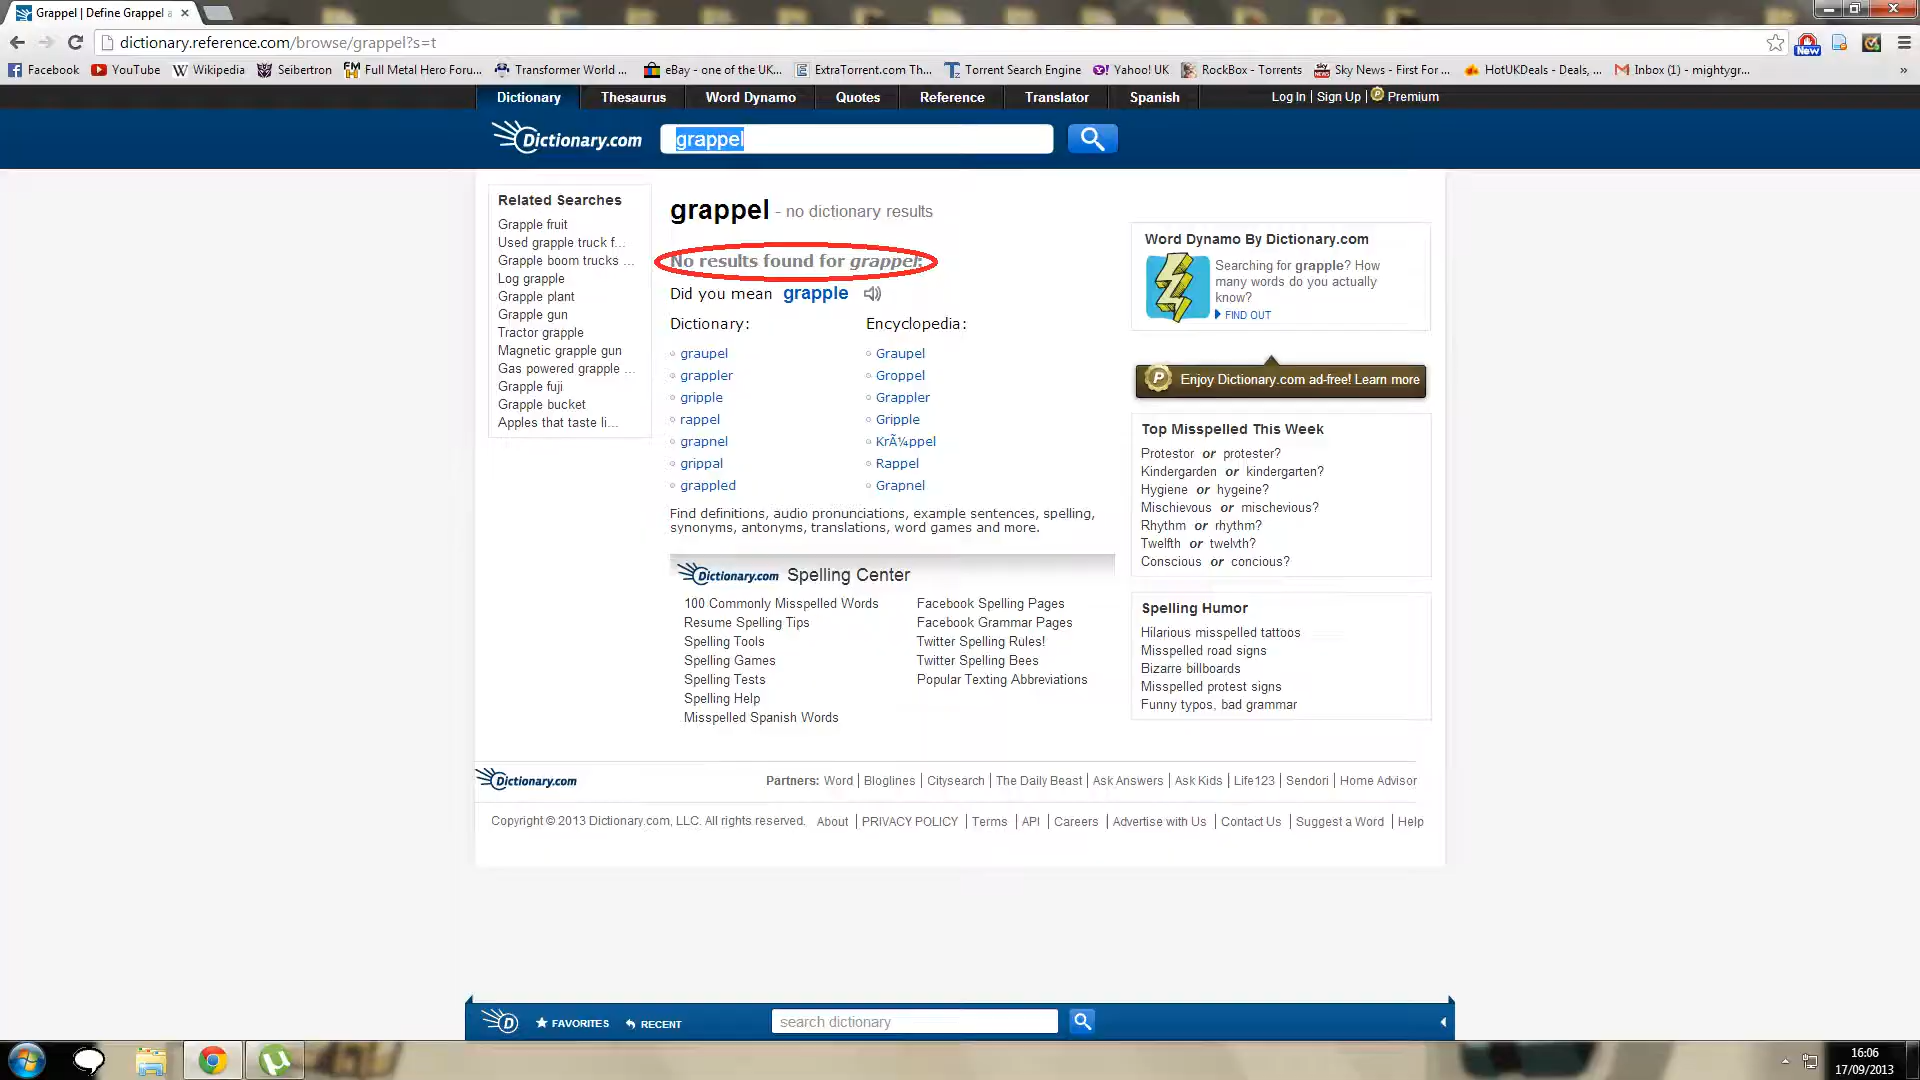 Grappel | Define Grappel a
dictionary.reference.com/browse/grappel?s=t
Facebook YouTube Wikipedia Seibertron Full Metal Hero Foru... Transformer World ... eBay - one of the UK... ExtraTorrent.com Th... Torrent Search Engine Yahoo! UK RockBox - Torrents Sky News - First For ... HotUKDeals - Deals, ... Inbox (1) - mightygr... »
Dictionary Thesaurus Word Dynamo Quotes Reference Translator Spanish Log In | Sign Up | Premium
Dictionary.com grappel
Related Searches
Grapple fruit
Used grapple truck f...
Grapple boom trucks ...
Log grapple
Grapple plant
Grapple gun
Tractor grapple
Magnetic grapple gun
Gas powered grapple ...
Grapple fuji
Grapple bucket
Apples that taste li...
grappel - no dictionary results
No results found for grappel:
Did you mean grapple
Dictionary: Encyclopedia:
graupel Graupel
grappler Groppel
gripple Grappler
rappel Gripple
grapnel KrÃ¼ppel
grippal Rappel
grappled Grapnel
Find definitions, audio pronunciations, example sentences, spelling,
synonyms, antonyms, translations, word games and more.
Dictionary.com Spelling Center
100 Commonly Misspelled Words Facebook Spelling Pages
Resume Spelling Tips Facebook Grammar Pages
Spelling Tools Twitter Spelling Rules!
Spelling Games Twitter Spelling Bees
Spelling Tests Popular Texting Abbreviations
Spelling Help
Misspelled Spanish Words
Word Dynamo By Dictionary.com
Searching for grapple? How
many words do you actually
know?
FIND OUT
P Enjoy Dictionary.com ad-free! Learn more
Top Misspelled This Week
Protestor or protester?
Kindergarden or kindergarten?
Hygiene or hygeine?
Mischievous or mischevious?
Rhythm or rhythm?
Twelfth or twelvth?
Conscious or concious?
Spelling Humor
Hilarious misspelled tattoos
Misspelled road signs
Bizarre billboards
Misspelled protest signs
Funny typos, bad grammar
Dictionary.com Partners: Word | Bloglines | Citysearch | The Daily Beast | Ask Answers | Ask Kids | Life123 | Sendori | Home Advisor
Copyright © 2013 Dictionary.com, LLC. All rights reserved. About | PRIVACY POLICY | Terms | API | Careers | Advertise with Us | Contact Us | Suggest a Word | Help
D FAVORITES RECENT search dictionary
16:06
17/09/2013
New